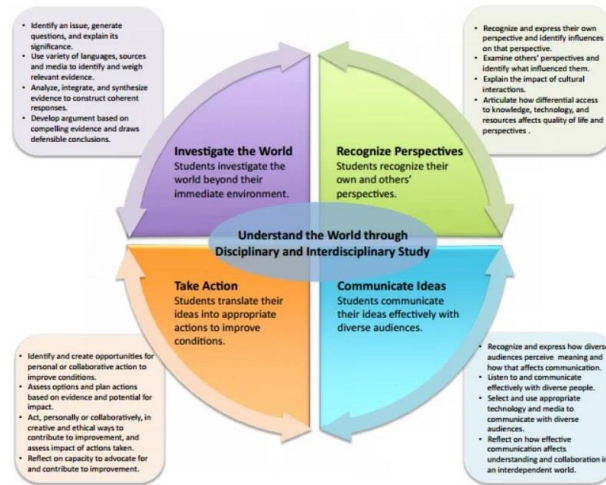 • Identify an issue, generate
questions, and explain its
significance.
• Use variety of languages, sources
and media to identify and weigh
relevant evidence.
• Analyze, integrate, and synthesize
evidence to construct coherent
responses.
• Develop argument based on
compelling evidence and draws
defensible conclusions.
• Recognize and express their own
perspective and identify influences
on that perspective.
• Examine others' perspectives and
identify what influenced them.
• Explain the impact of cultural
interactions.
• Articulate how differential access
to knowledge, technology, and
resources affects quality of life and
perspectives .
Investigate the World
Students investigate the
world beyond their
immediate environment.
Recognize Perspectives
Students recognize their
own and others'
perspectives.
Understand the World through
Disciplinary and Interdisciplinary Study
Take Action
Students translate their
ideas into appropriate
actions to improve
conditions.
Communicate Ideas
Students communicate
their ideas effectively with
diverse audiences.
• Identify and create opportunities for
personal or collaborative action to
improve conditions.
• Assess options and plan actions
based on evidence and potential for
impact.
• Act, personally or collaboratively, in
creative and ethical ways to
contribute to improvement, and
assess impact of actions taken.
• Reflect on capacity to advocate for
and contribute to improvement.
• Recognize and express how diverse
audiences perceive meaning and
how that affects communication.
• Listen to and communicate
effectively with diverse people.
• Select and use appropriate
technology and media to
communicate with diverse
audiences.
• Reflect on how effective
communication affects
understanding and collaboration in
an interdependent world.